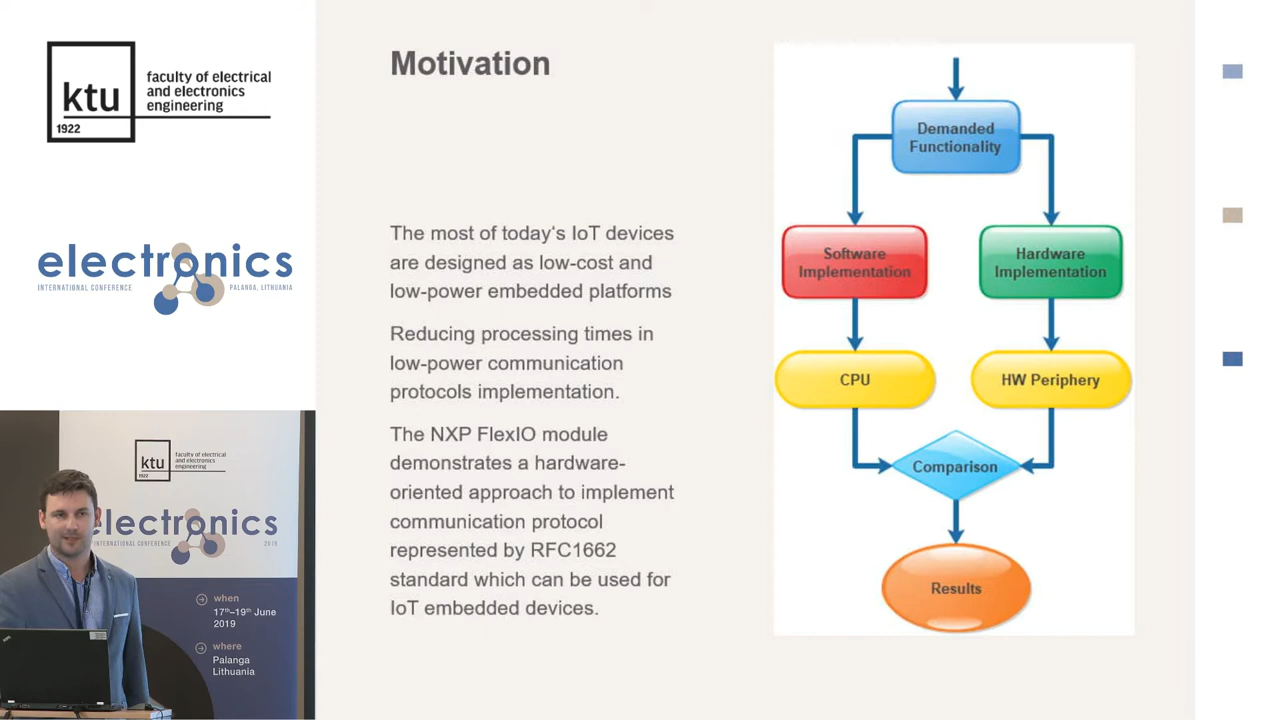 ktu
1922
faculty of electrical
and electronics
engineering
electronics
INTERNATIONAL CONFERENCE
PALANGA, LITHUANIA
Motivation
The most of today‘s IoT devices
are designed as low-cost and
low-power embedded platforms
Reducing processing times in
low-power communication
protocols implementation.
The NXP FlexIO module
demonstrates a hardware-
oriented approach to implement
communication protocol
represented by RFC1662
standard which can be used for
IoT embedded devices.
Demanded
Functionality
Software
Implementation
Hardware
Implementation
CPU
HW Periphery
Comparison
Results
ktu
1922
faculty of electrical
and electronics
engineering
electronics
INTERNATIONAL CONFERENCE
2019
when
17th–19th June
2019
where
Palanga
Lithuania